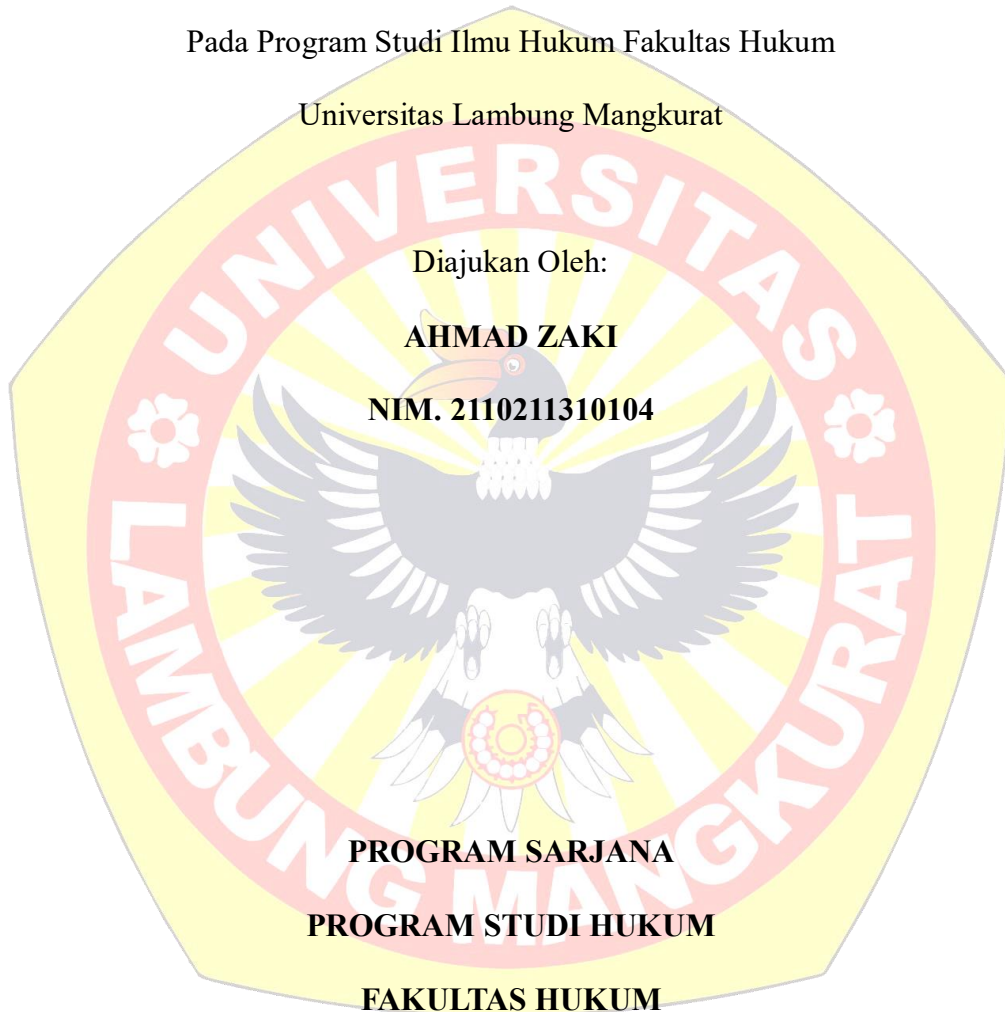 Pada Program Studi Ilmu Hukum Fakultas Hukum
Universitas Lambung Mangkurat
UNIVERSITAS
Diajukan Oleh:
AHMAD ZAKI
NIM. 2110211310104
LAMBUNG MANGKURAT
PROGRAM SARJANA
PROGRAM STUDI HUKUM
FAKULTAS HUKUM